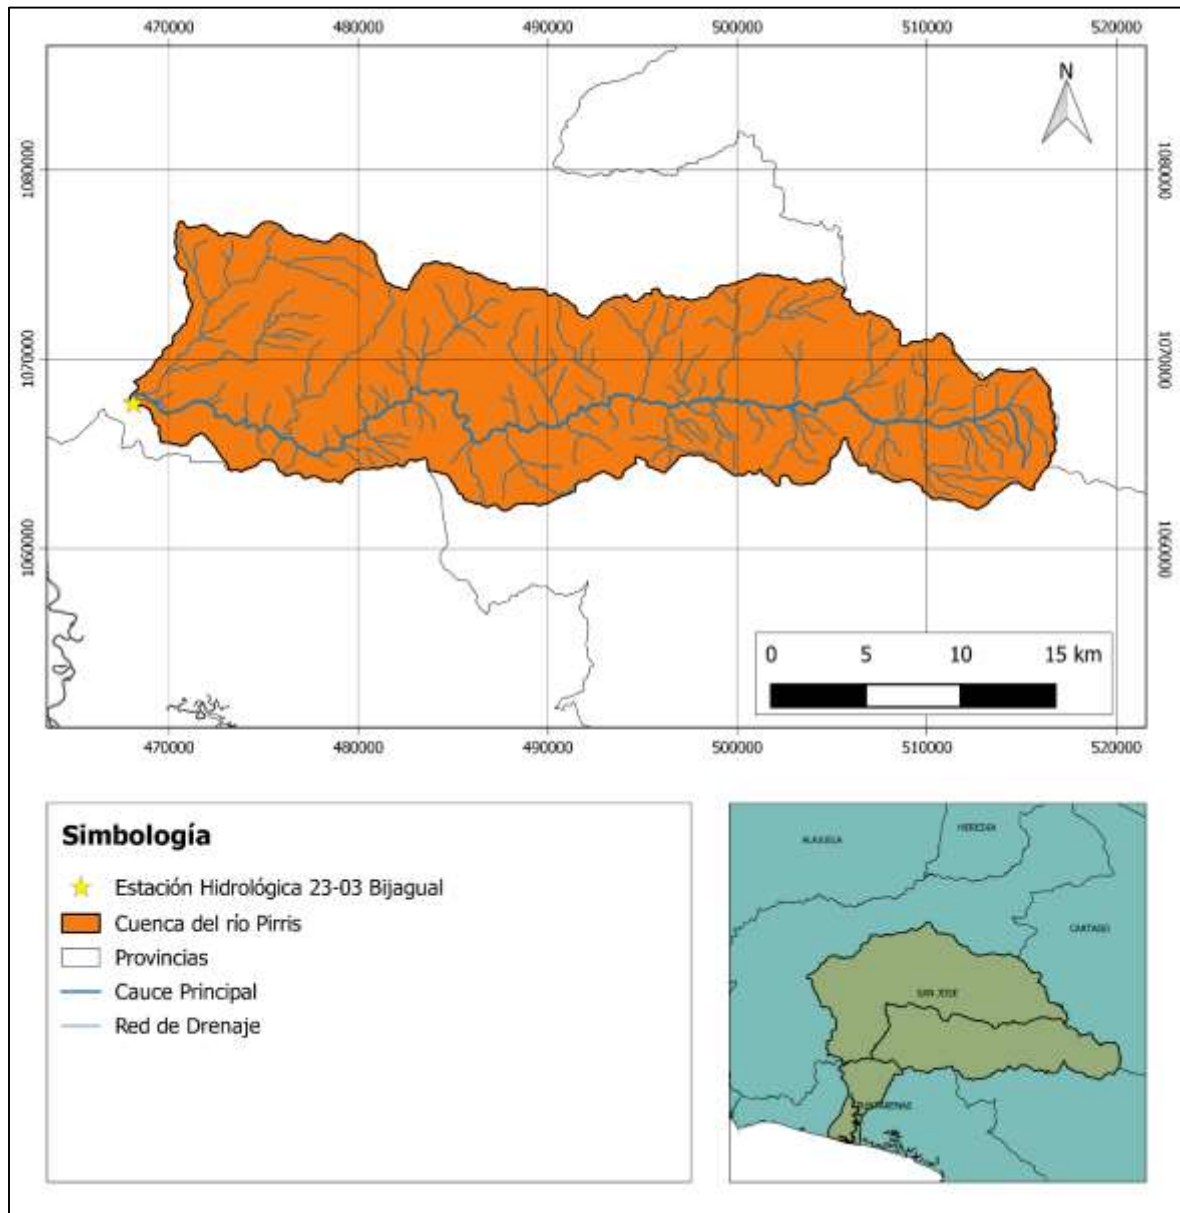 470000 480000 490000 500000 510000 520000
N
1080000 1080000
1070000 1070000
1060000 1060000
0 5 10 15 km
470000 480000 490000 500000 510000 520000
Simbología
Estación Hidrológica 23-03 Bijagual
Cuenca del río Pirris
Provincias
Cauce Principal
Red de Drenaje
HEREDIA
ALAJUELA
CARTAGO
SAN JOSE
PUNTARENAS